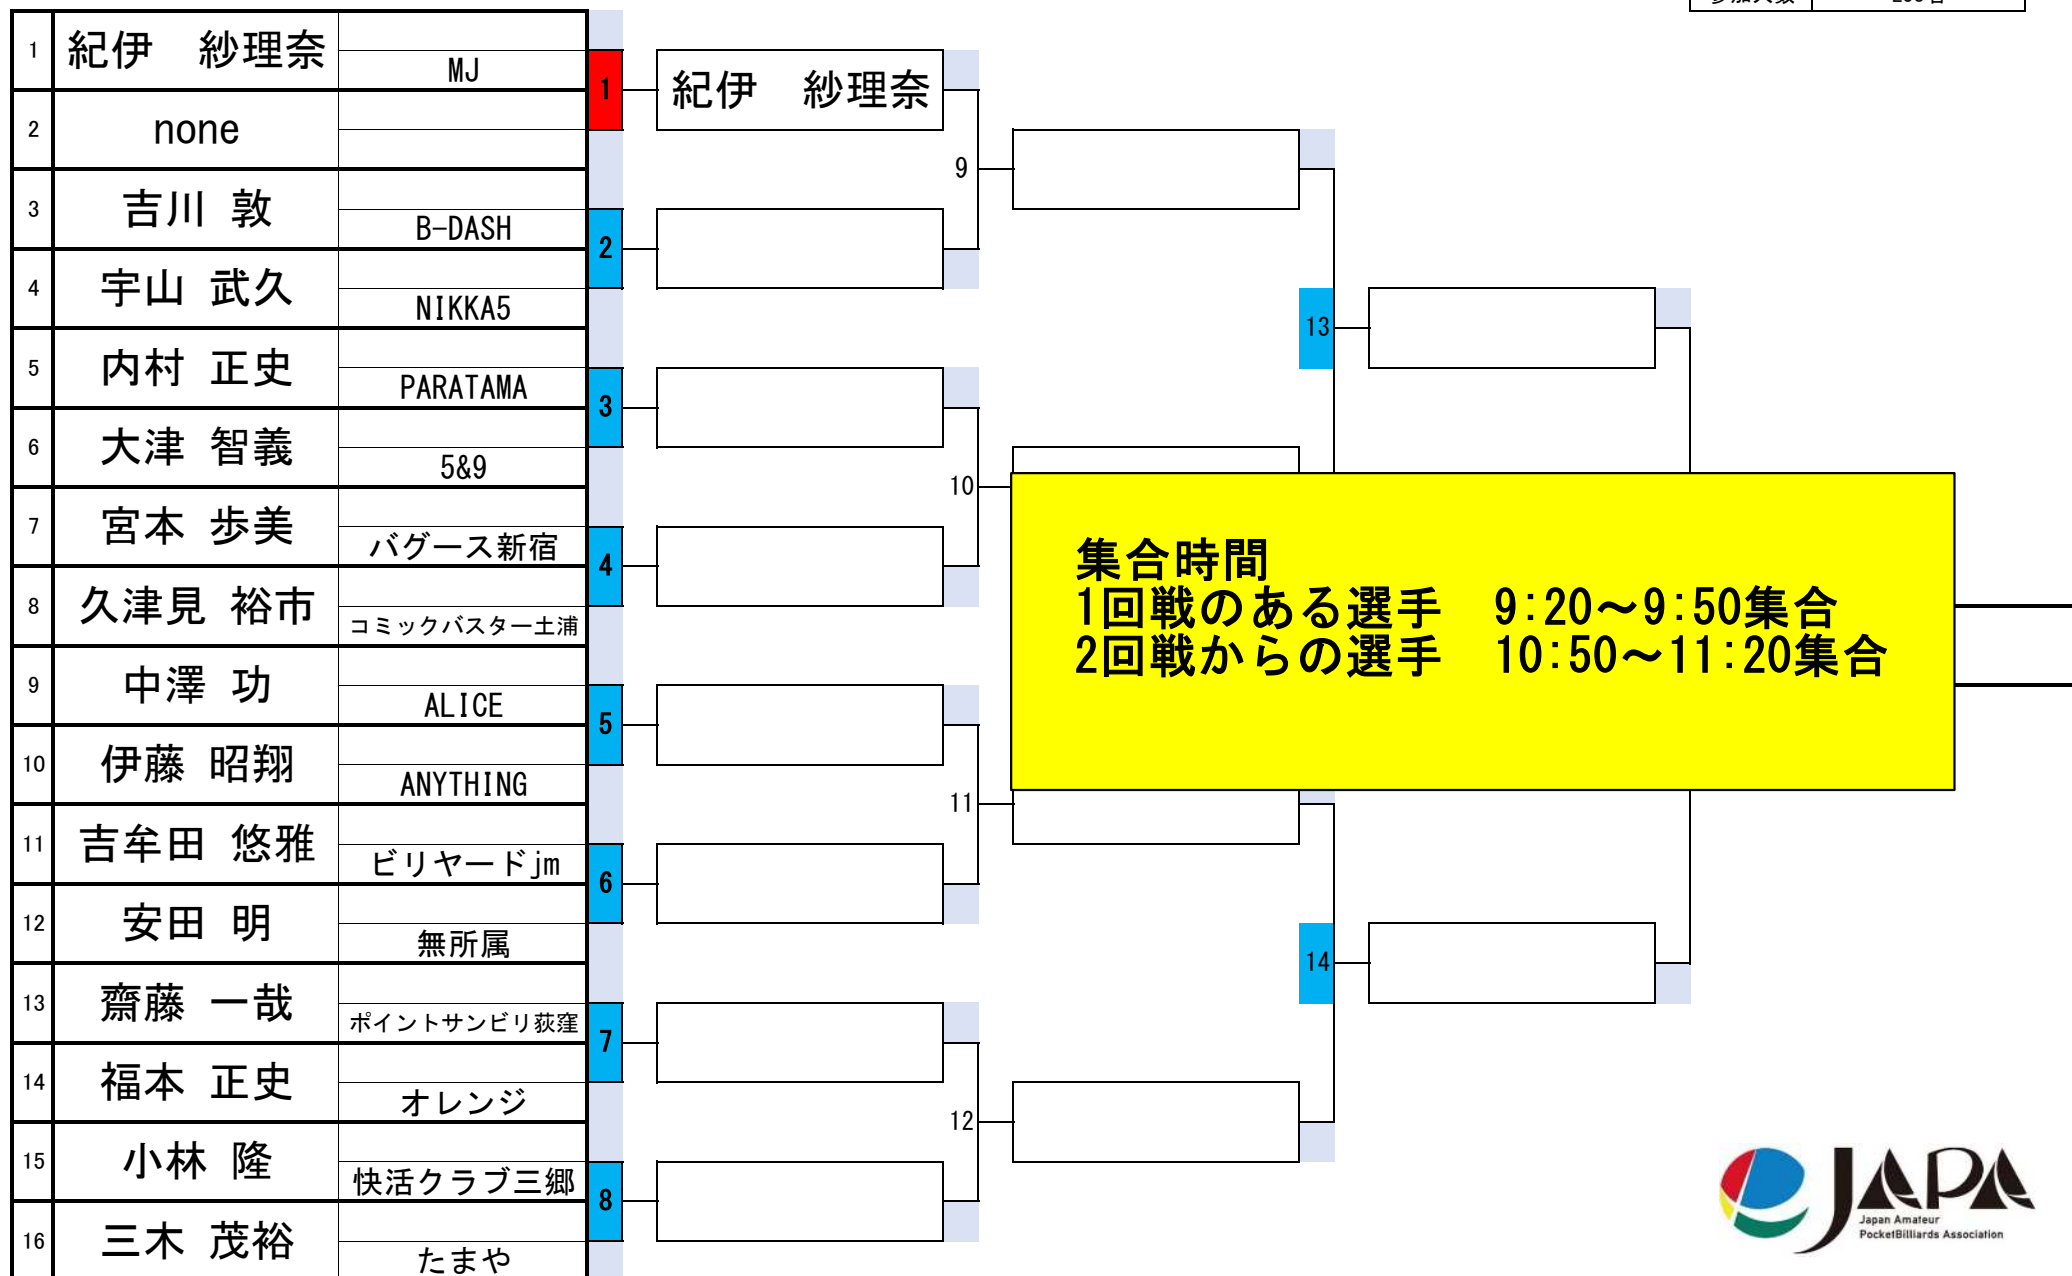 1 紀伊　紗理奈 MJ
2 none
3 吉川 敦 B-DASH
4 宇山 武久 NIKKA5
5 内村 正史 PARATAMA
6 大津 智義 5&9
7 宮本 歩美 バグース新宿
8 久津見 裕市 コミックバスター土浦
9 中澤 功 ALICE
10 伊藤 昭翔 ANYTHING
11 吉牟田 悠雅 ビリヤードjm
12 安田 明 無所属
13 齋藤 一哉 ポイントサンビリ荻窪
14 福本 正史 オレンジ
15 小林 隆 快活クラブ三郷
16 三木 茂裕 たまや
1
2
3
4
5
6
7
8
紀伊　紗理奈
9
10
11
12
13
14
集合時間
1回戦のある選手　9:20～9:50集合
2回戦からの選手　10:50～11:20集合
JAPA
Japan Amateur
PocketBilliards Association